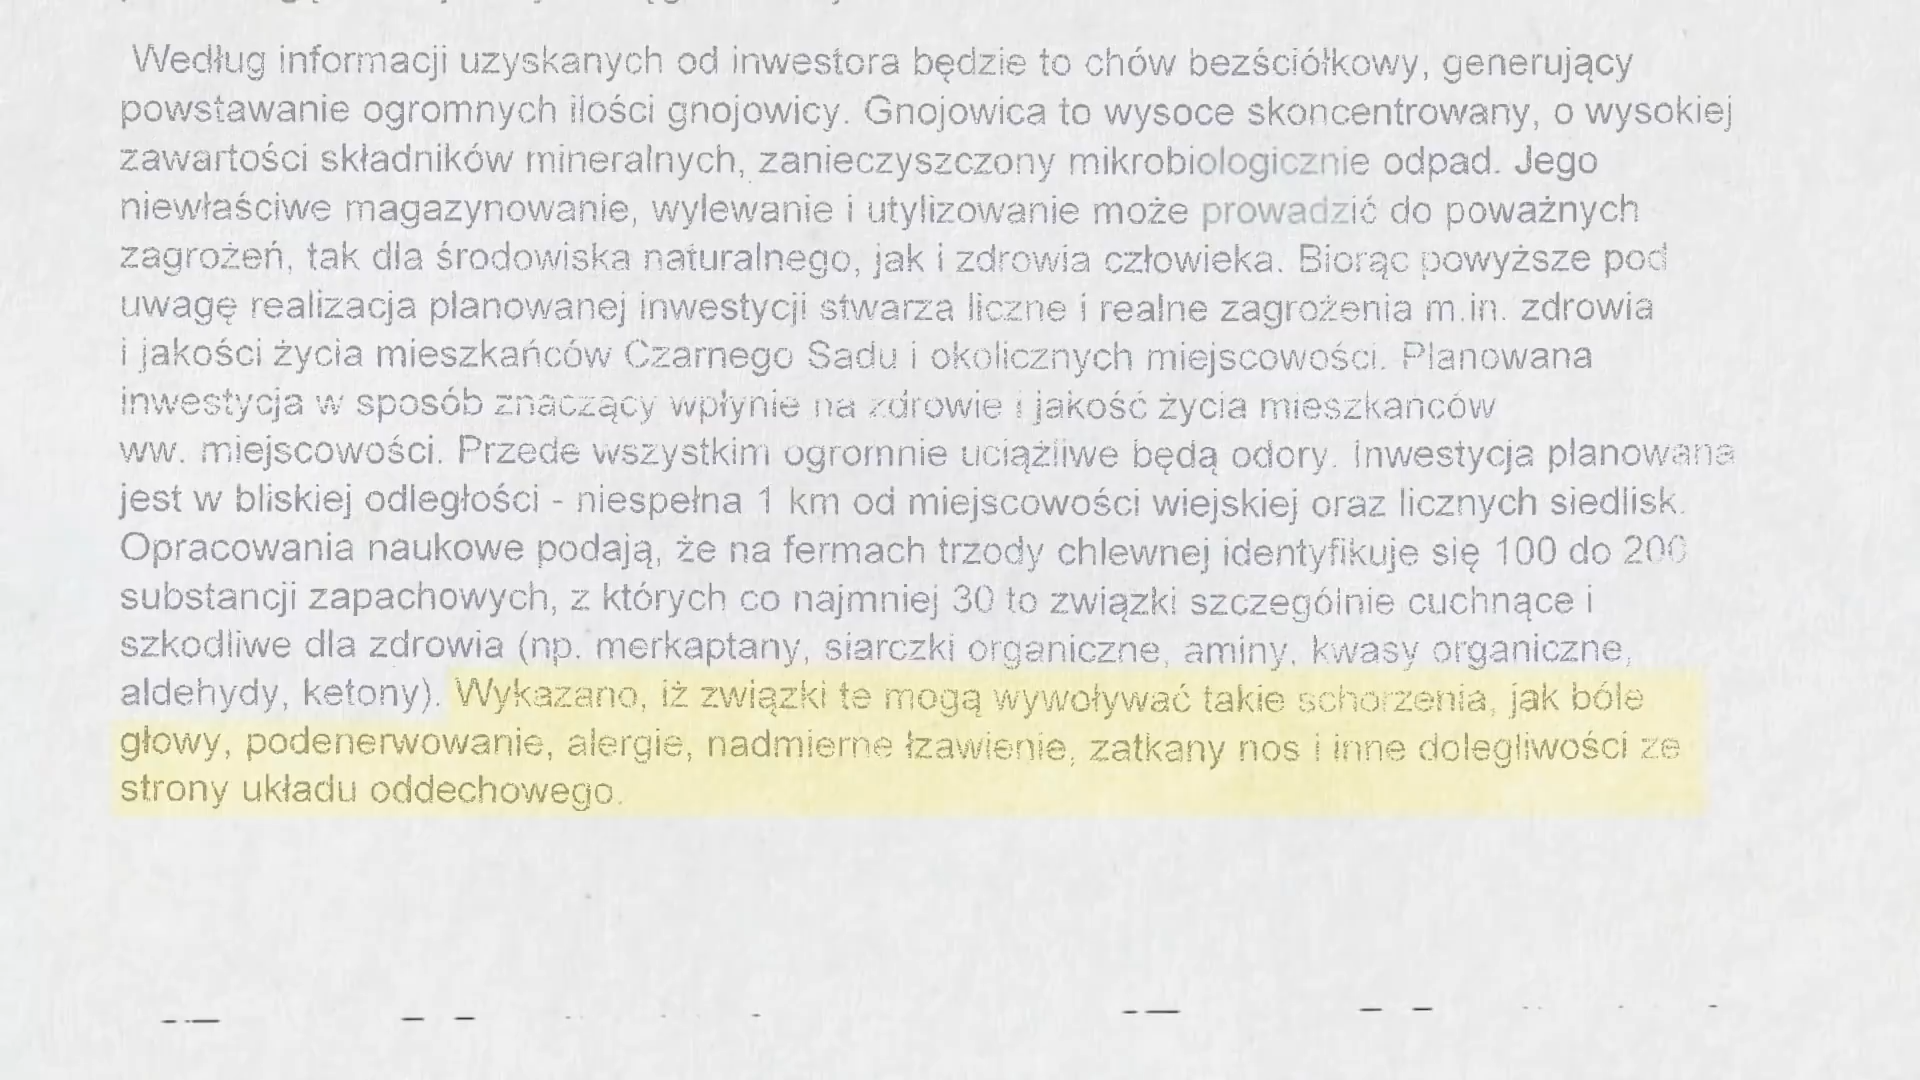 Według informacji uzyskanych od inwestora będzie to chów bezściółkowy, generujący
powstawanie ogromnych ilości gnojowicy. Gnojowica to wysoce skoncentrowany, o wysokiej
zawartości składników mineralnych, zanieczyszczony mikrobiologicznie odpad. Jego
niewłaściwe magazynowanie, wylewanie i utylizowanie może prowadzić do poważnych
zagrożeń, tak dla środowiska naturalnego, jak i zdrowia człowieka. Biorąc powyższe pod
uwagę realizacja planowanej inwestycji stwarza liczne i realne zagrożenia m.in. zdrowia
i jakości życia mieszkańców Czarnego Sadu i okolicznych miejscowości. Planowana
inwestycja w sposób znaczący wpłynie na zdrowie i jakość życia mieszkańców
ww. miejscowości. Przede wszystkim ogromnie uciążliwe będą odory. Inwestycja planowana
jest w bliskiej odległości - niespełna 1 km od miejscowości wiejskiej oraz licznych siedlisk.
Opracowania naukowe podają, że na fermach trzody chlewnej identyfikuje się 100 do 200
substancji zapachowych, z których co najmniej 30 to związki szczególnie cuchnące i
szkodliwe dla zdrowia (np. merkaptany, siarczki organiczne, aminy, kwasy organiczne,
aldehydy, ketony). Wykazano, iż związki te mogą wywoływać takie schorzenia, jak bóle
głowy, podenerwowanie, alergie, nadmierne łzawienie, zatkany nos i inne dolegliwości ze
strony układu oddechowego.